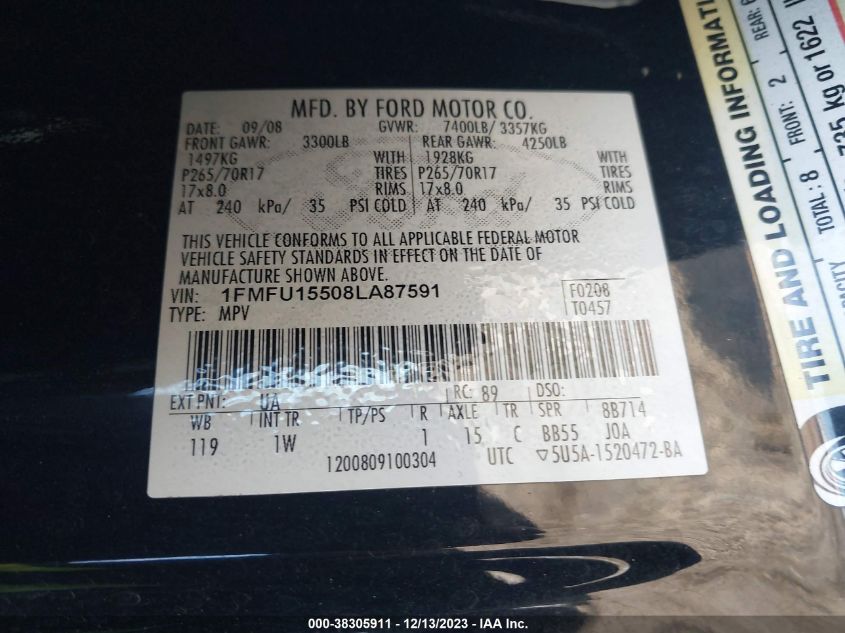 MFD. BY FORD MOTOR CO.
DATE: 09/08 GVWR: 7400LB/ 3357KG
FRONT GAWR: 3300LB REAR GAWR: 4250LB
1497KG WITH 1928KG WITH
P265/70R17 TIRES P265/70R17 TIRES
17x8.0 RIMS 17x8.0 RIMS
AT 240 kPa/ 35 PSI COLD AT 240 kPa/ 35 PSI COLD
THIS VEHICLE CONFORMS TO ALL APPLICABLE FEDERAL MOTOR
VEHICLE SAFETY STANDARDS IN EFFECT ON THE DATE OF
MANUFACTURE SHOWN ABOVE.
VIN: 1FMFU15508LA87591 F0208
TYPE: MPV T0457
EXT PNT: UA RC: 89 DSO:
WB INT TR TP/PS R AXLE TR SPR 8B714
119 1W 1 15 C BB55 JOA
1200809100304 UTC ▽5U5A-1520472-BA
TIRE AND LOADING INFORMATI
TOTAL: 8 FRONT: 2 REAR:
735 kg or 1622
000-38305911 - 12/13/2023 - IAA Inc.